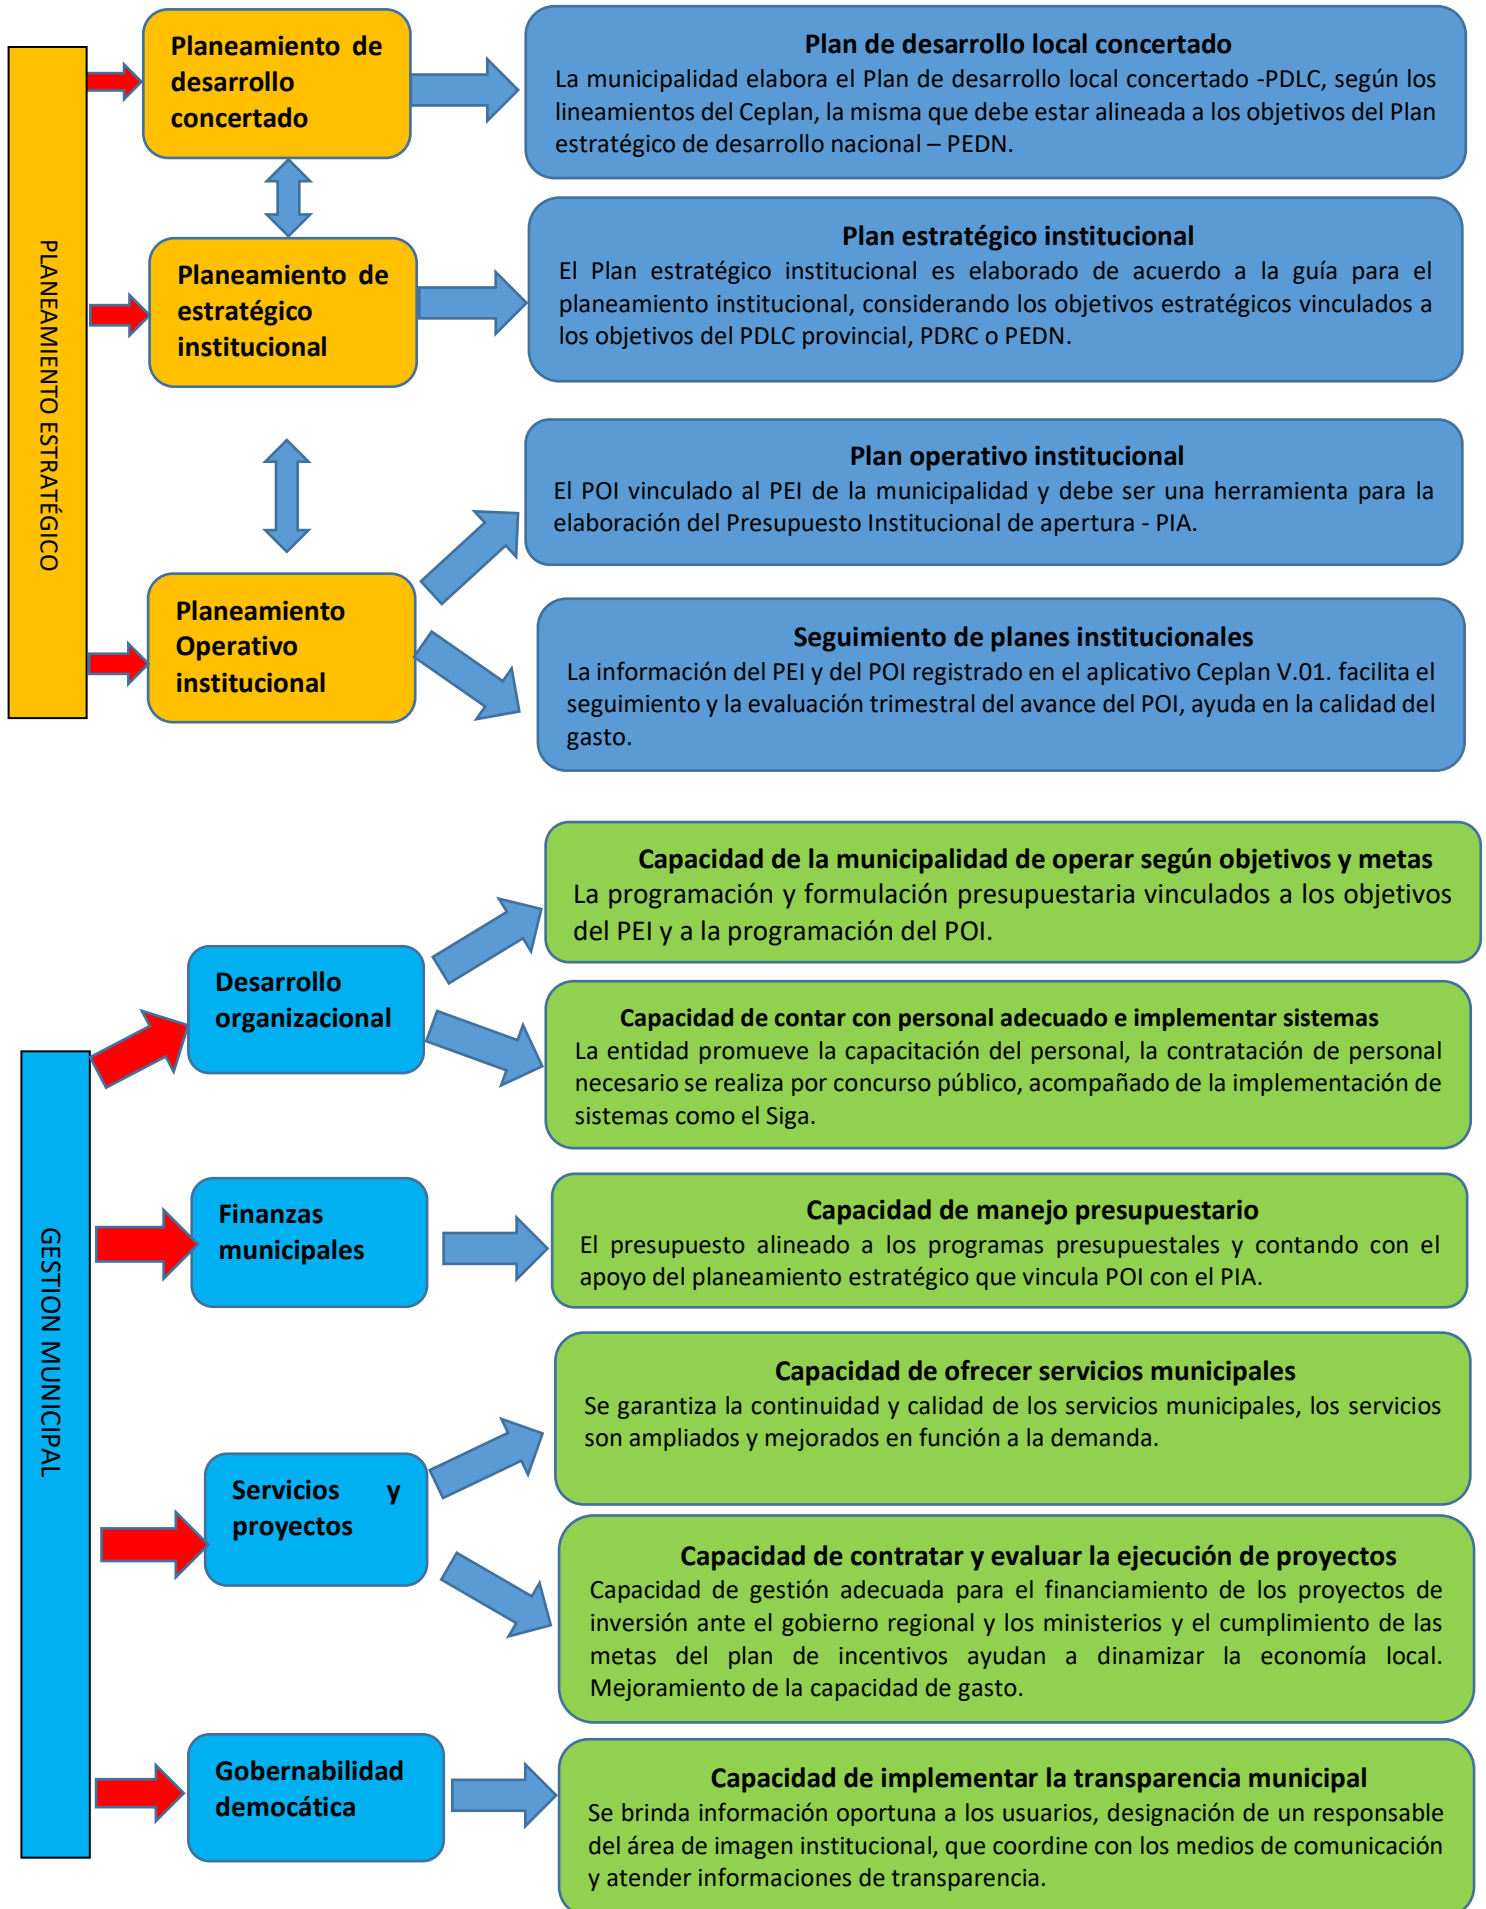 PLANEAMIENTO ESTRATÉGICO
Planeamiento de
desarrollo
concertado
Plan de desarrollo local concertado
La municipalidad elabora el Plan de desarrollo local concertado -PDLC, según los
lineamientos del Ceplan, la misma que debe estar alineada a los objetivos del Plan
estratégico de desarrollo nacional – PEDN.
Planeamiento de
estratégico
institucional
Plan estratégico institucional
El Plan estratégico institucional es elaborado de acuerdo a la guía para el
planeamiento institucional, considerando los objetivos estratégicos vinculados a
los objetivos del PDLC provincial, PDRC o PEDN.
Planeamiento
Operativo
institucional
Plan operativo institucional
El POI vinculado al PEI de la municipalidad y debe ser una herramienta para la
elaboración del Presupuesto Institucional de apertura - PIA.
Seguimiento de planes institucionales
La información del PEI y del POI registrado en el aplicativo Ceplan V.01. facilita el
seguimiento y la evaluación trimestral del avance del POI, ayuda en la calidad del
gasto.
GESTION MUNICIPAL
Desarrollo
organizacional
Capacidad de la municipalidad de operar según objetivos y metas
La programación y formulación presupuestaria vinculados a los objetivos
del PEI y a la programación del POI.
Capacidad de contar con personal adecuado e implementar sistemas
La entidad promueve la capacitación del personal, la contratación de personal
necesario se realiza por concurso público, acompañado de la implementación de
sistemas como el Siga.
Finanzas
municipales
Capacidad de manejo presupuestario
El presupuesto alineado a los programas presupuestales y contando con el
apoyo del planeamiento estratégico que vincula POI con el PIA.
Servicios y
proyectos
Capacidad de ofrecer servicios municipales
Se garantiza la continuidad y calidad de los servicios municipales, los servicios
son ampliados y mejorados en función a la demanda.
Capacidad de contratar y evaluar la ejecución de proyectos
Capacidad de gestión adecuada para el financiamiento de los proyectos de
inversión ante el gobierno regional y los ministerios y el cumplimiento de las
metas del plan de incentivos ayudan a dinamizar la economía local.
Mejoramiento de la capacidad de gasto.
Gobernabilidad
democática
Capacidad de implementar la transparencia municipal
Se brinda información oportuna a los usuarios, designación de un responsable
del área de imagen institucional, que coordine con los medios de comunicación
y atender informaciones de transparencia.